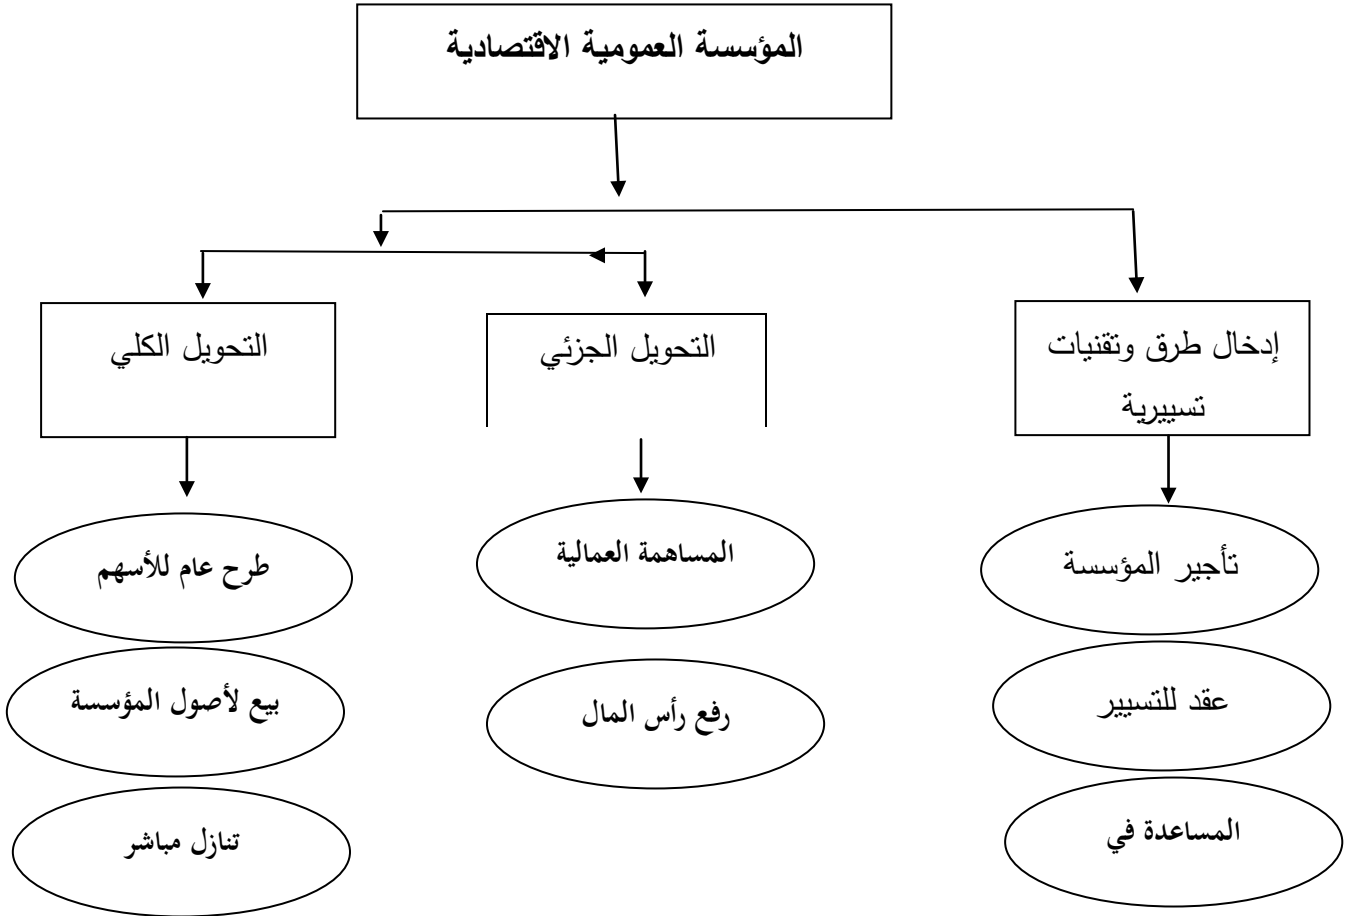 المؤسسة العمومية الاقتصادية
إدخال طرق وتقنيات
تسييرية
التحويل الجزئي
التحويل الكلي
تأجير المؤسسة
عقد للتسيير
المساعدة في
المساهمة العمالية
رفع رأس المال
طرح عام للأسهم
بيع لأصول المؤسسة
تنازل مباشر